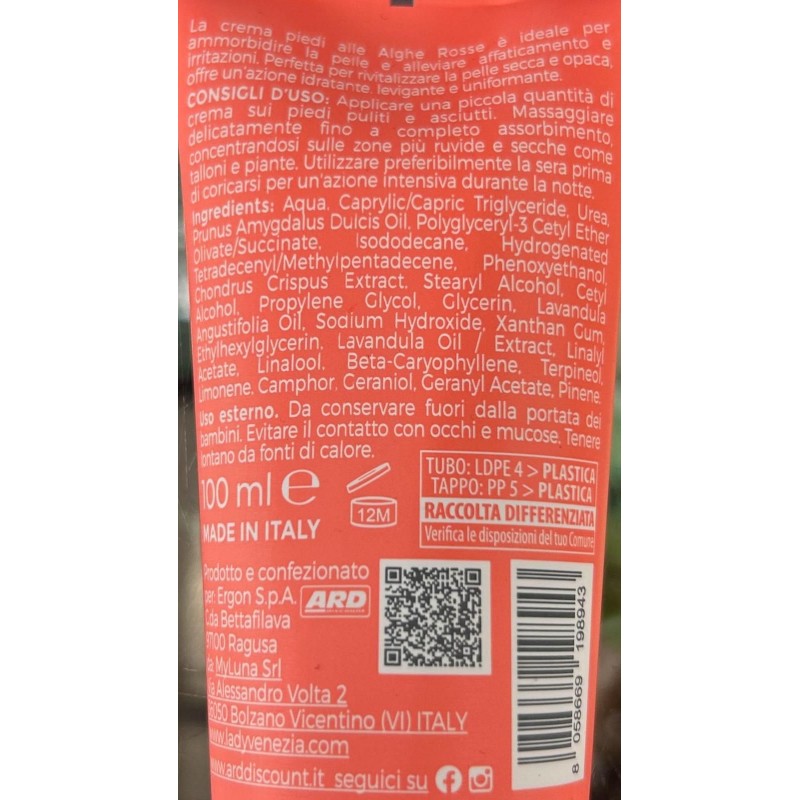 La crema piedi alle Alghe Rosse è ideale per
ammorbidire la pelle e alleviare affaticamento e
irritazioni. Perfetta per rivitalizzare la pelle secca e opaca,
offre un'azione idratante, levigante e uniformante.
CONSIGLI D'USO: Applicare una piccola quantità di
crema sui piedi puliti e asciutti. Massaggiare
delicatamente fino a completo assorbimento,
concentrandosi sulle zone più ruvide e secche come
talloni e piante. Utilizzare preferibilmente la sera prima
di coricarsi per un'azione intensiva durante la notte.
Ingredients: Aqua, Caprylic/Capric Triglyceride, Urea,
Prunus Amygdalus Dulcis Oil, Polyglyceryl-3 Cetyl Ether
Olivate/Succinate, Isododecane, Hydrogenated
Tetradecenyl/Methylpentadecene, Phenoxyethanol,
Chondrus Crispus Extract, Stearyl Alcohol, Cetyl
Alcohol, Propylene Glycol, Glycerin, Lavandula
Angustifolia Oil, Sodium Hydroxide, Xanthan Gum,
Ethylhexylglycerin, Lavandula Oil / Extract, Linalyl
Acetate, Linalool, Beta-Caryophyllene, Terpineol,
Limonene, Camphor, Geraniol, Geranyl Acetate, Pinene.
Uso esterno. Da conservare fuori dalla portata dei
bambini. Evitare il contatto con occhi e mucose. Tenere
lontano da fonti di calore.
100 ml e
12M
TUBO: LDPE 4 > PLASTICA
TAPPO: PP 5 > PLASTICA
RACCOLTA DIFFERENZIATA
Verifica le disposizioni del tuo Comune
MADE IN ITALY
Prodotto e confezionato
per: Ergon S.p.A.
ARD
C.da Bettafilava
97100 Ragusa
da MyLuna Srl
Via Alessandro Volta 2
36050 Bolzano Vicentino (VI) ITALY
www.ladyvenezia.com
www.arddiscount.it seguici su
8 058669 198943